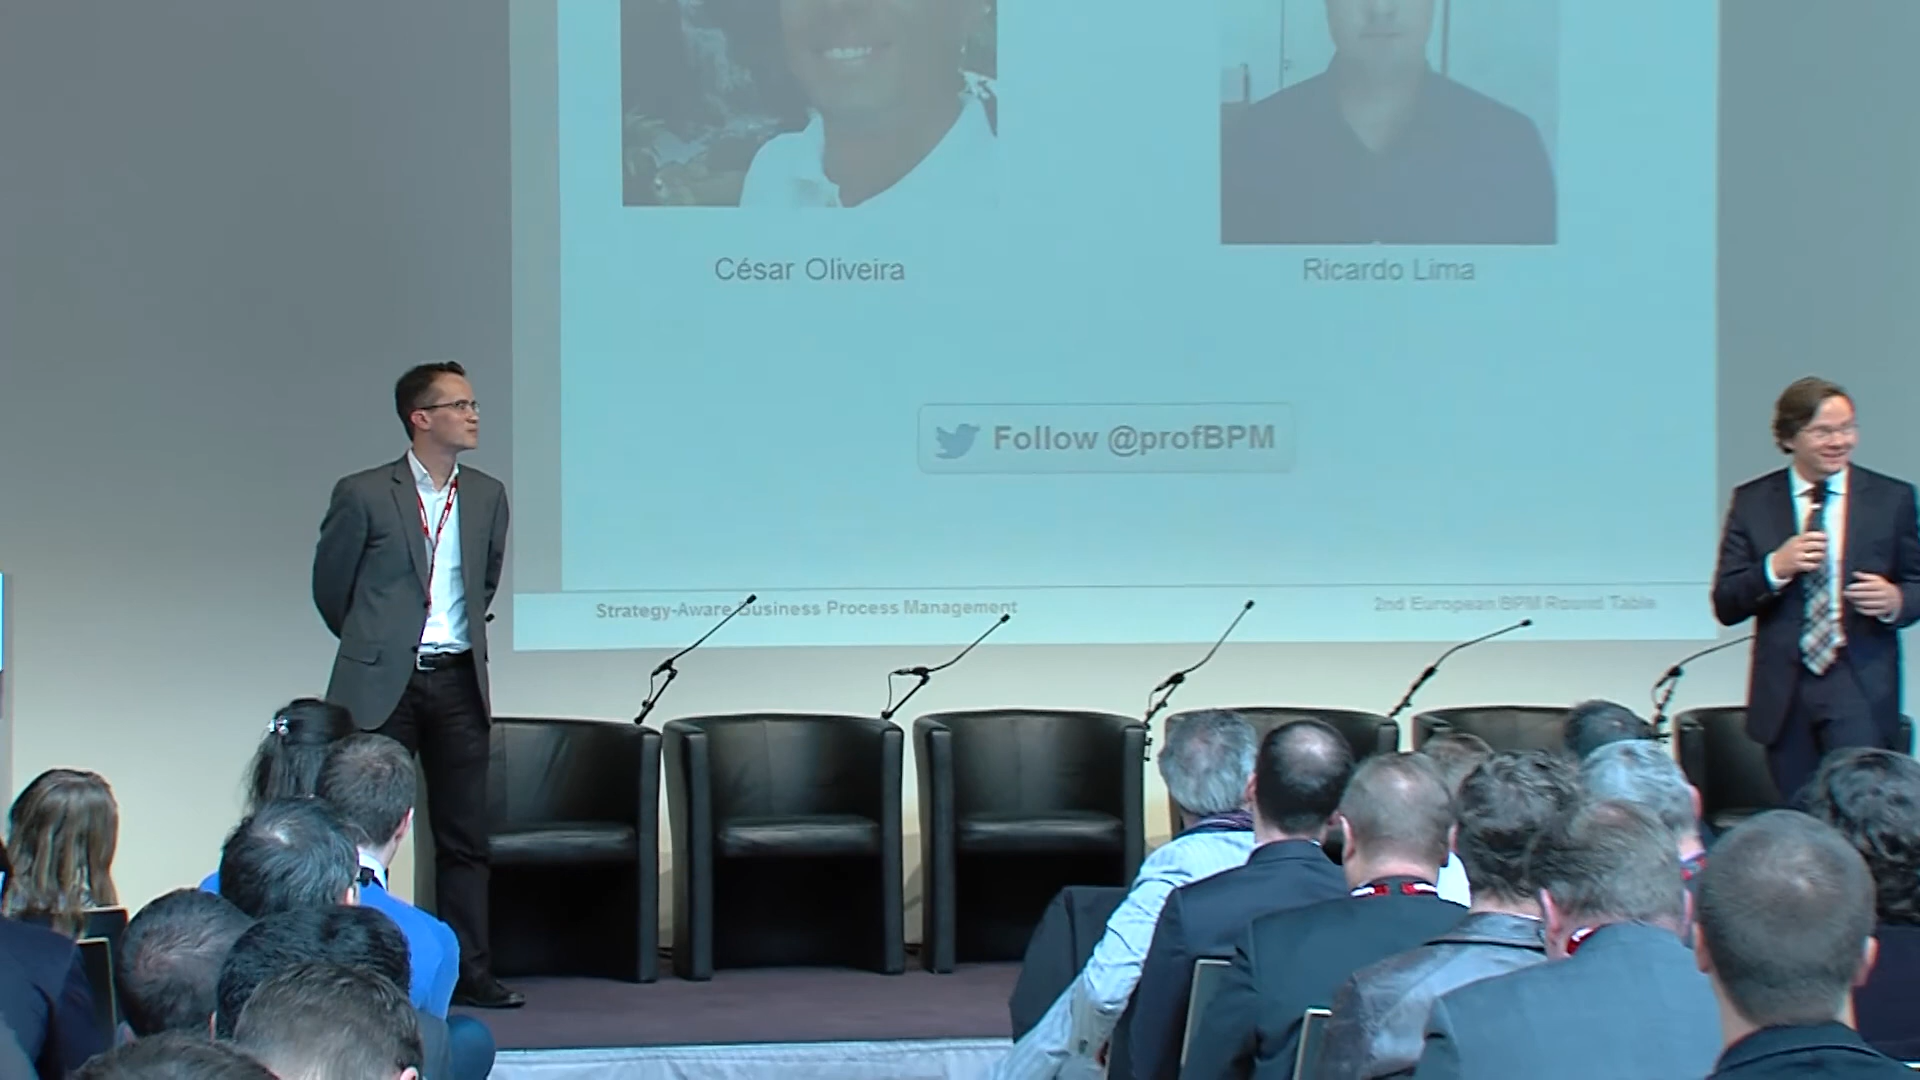 César Oliveira
Ricardo Lima
Follow @profBPM
Strategy-Aware Business Process Management
2nd European BPM Round Table